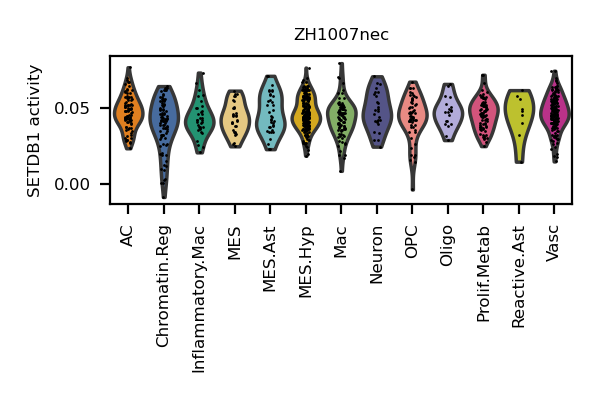 ZH1007nec
SETDB1 activity
0.05
0.00
AC
Chromatin.Reg
Inflammatory.Mac
MES
MES.Ast
MES.Hyp
Mac
Neuron
OPC
Oligo
Prolif.Metab
Reactive.Ast
Vasc